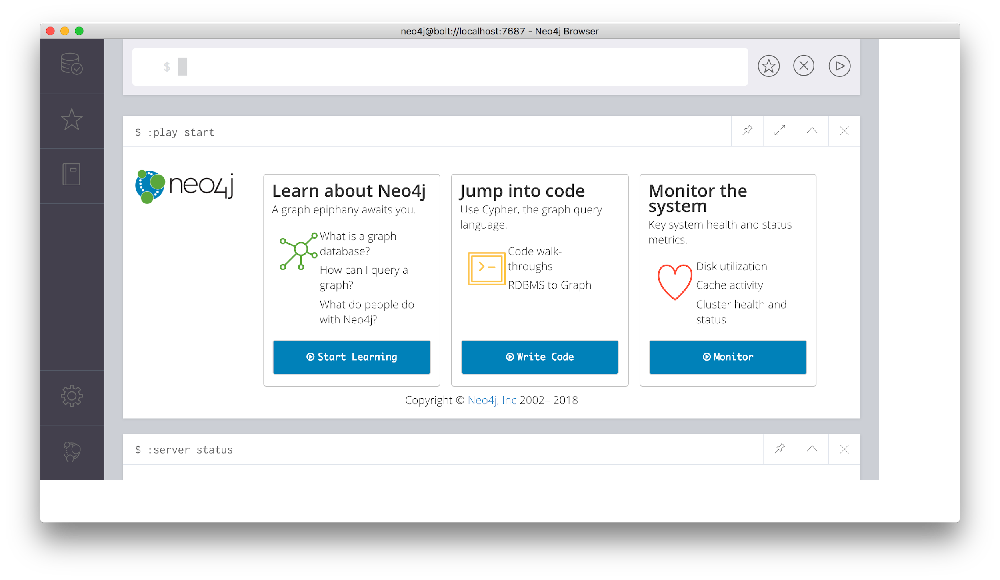 neo4j@bolt://localhost:7687 - Neo4j Browser
$
$ :play start
neo4j
Learn about Neo4j
A graph epiphany awaits you.
What is a graph
database?
How can I query a
graph?
What do people do
with Neo4j?
Start Learning
Jump into code
Use Cypher, the graph query
language.
Code walk-
throughs
RDBMS to Graph
Write Code
Monitor the
system
Key system health and status
metrics.
Disk utilization
Cache activity
Cluster health and
status
Monitor
Copyright © Neo4j, Inc 2002– 2018
$ :server status